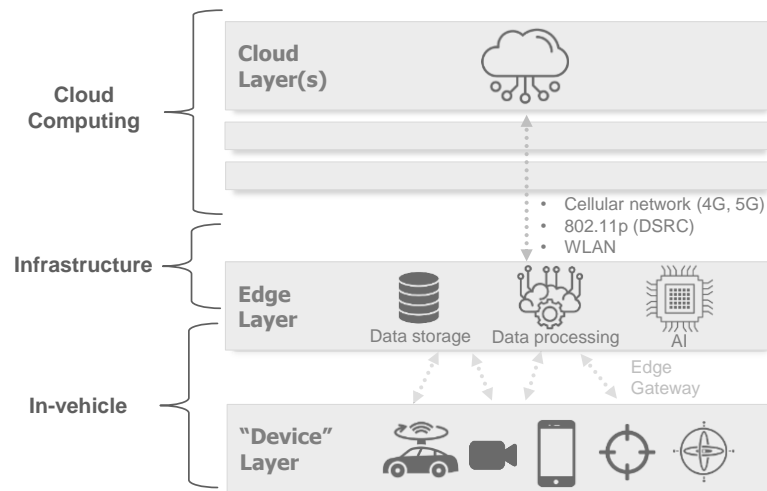 Cloud
Layer(s)
Cloud
Computing
• Cellular network (4G, 5G)
• 802.11p (DSRC)
• WLAN
Infrastructure
Edge
Layer
Data storage
Data processing
AI
Edge
Gateway
In-vehicle
“Device”
Layer